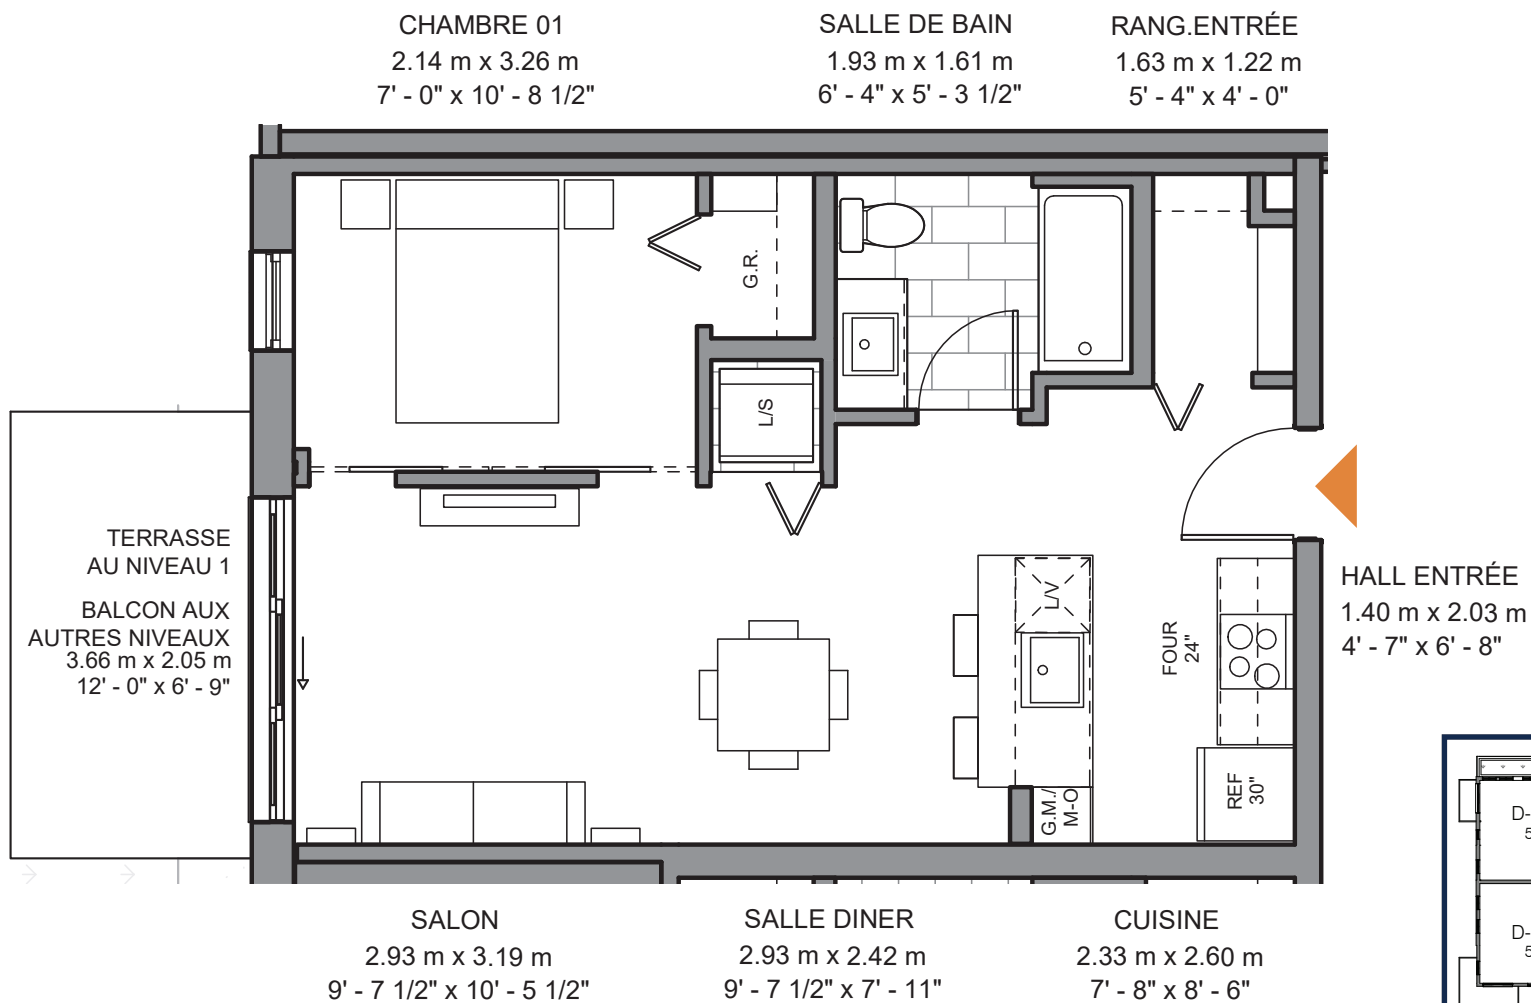 CHAMBRE 01
2.14 m x 3.26 m
7' - 0" x 10' - 8 1/2"
SALLE DE BAIN
1.93 m x 1.61 m
6' - 4" x 5' - 3 1/2"
RANG.ENTRÉE
1.63 m x 1.22 m
5' - 4" x 4' - 0"
G.R.
L/S
TERRASSE
AU NIVEAU 1
BALCON AUX
AUTRES NIVEAUX
3.66 m x 2.05 m
12' - 0" x 6' - 9"
L/V
FOUR
24"
HALL ENTRÉE
1.40 m x 2.03 m
4' - 7" x 6' - 8"
G.M./
M-O
REF
30"
D-
5
D-
5
SALON
2.93 m x 3.19 m
9' - 7 1/2" x 10' - 5 1/2"
SALLE DINER
2.93 m x 2.42 m
9' - 7 1/2" x 7' - 11"
CUISINE
2.33 m x 2.60 m
7' - 8" x 8' - 6"